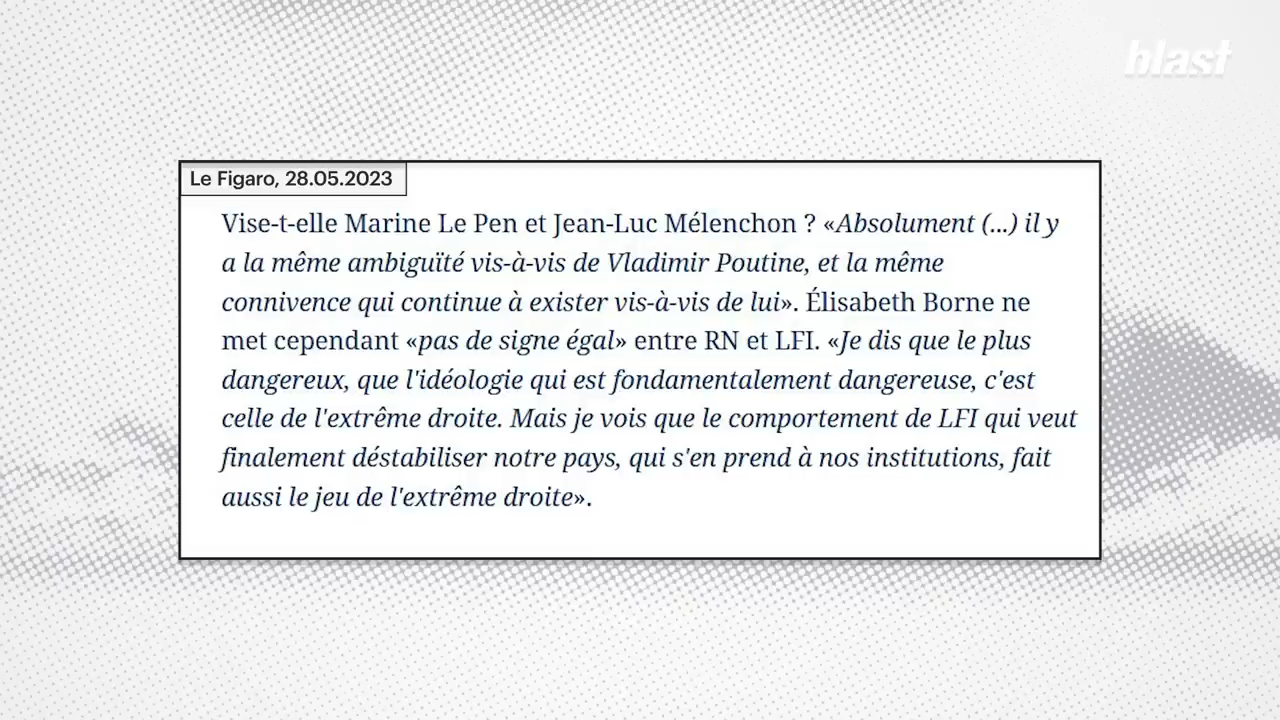 blast
Le Figaro, 28.05.2023
Vise-t-elle Marine Le Pen et Jean-Luc Mélenchon ? «Absolument (...) il y
a la même ambiguïté vis-à-vis de Vladimir Poutine, et la même
connivence qui continue à exister vis-à-vis de lui». Élisabeth Borne ne
met cependant «pas de signe égal» entre RN et LFI. «Je dis que le plus
dangereux, que l'idéologie qui est fondamentalement dangereuse, c'est
celle de l'extrême droite. Mais je vois que le comportement de LFI qui veut
finalement déstabiliser notre pays, qui s'en prend à nos institutions, fait
aussi le jeu de l'extrême droite».